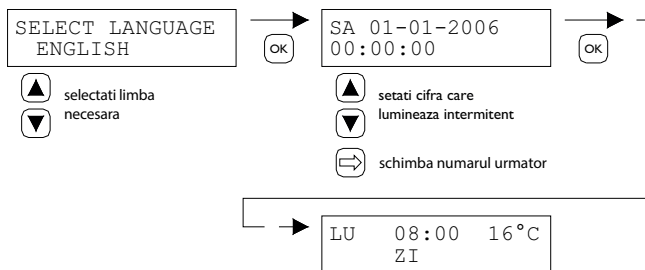 SELECT LANGUAGE
ENGLISH
OK
SA 01-01-2006
00:00:00
OK
selectati limba
necesara
setati cifra care
lumineaza intermitent
schimba numarul urmator
LU 08:00 16°C
ZI